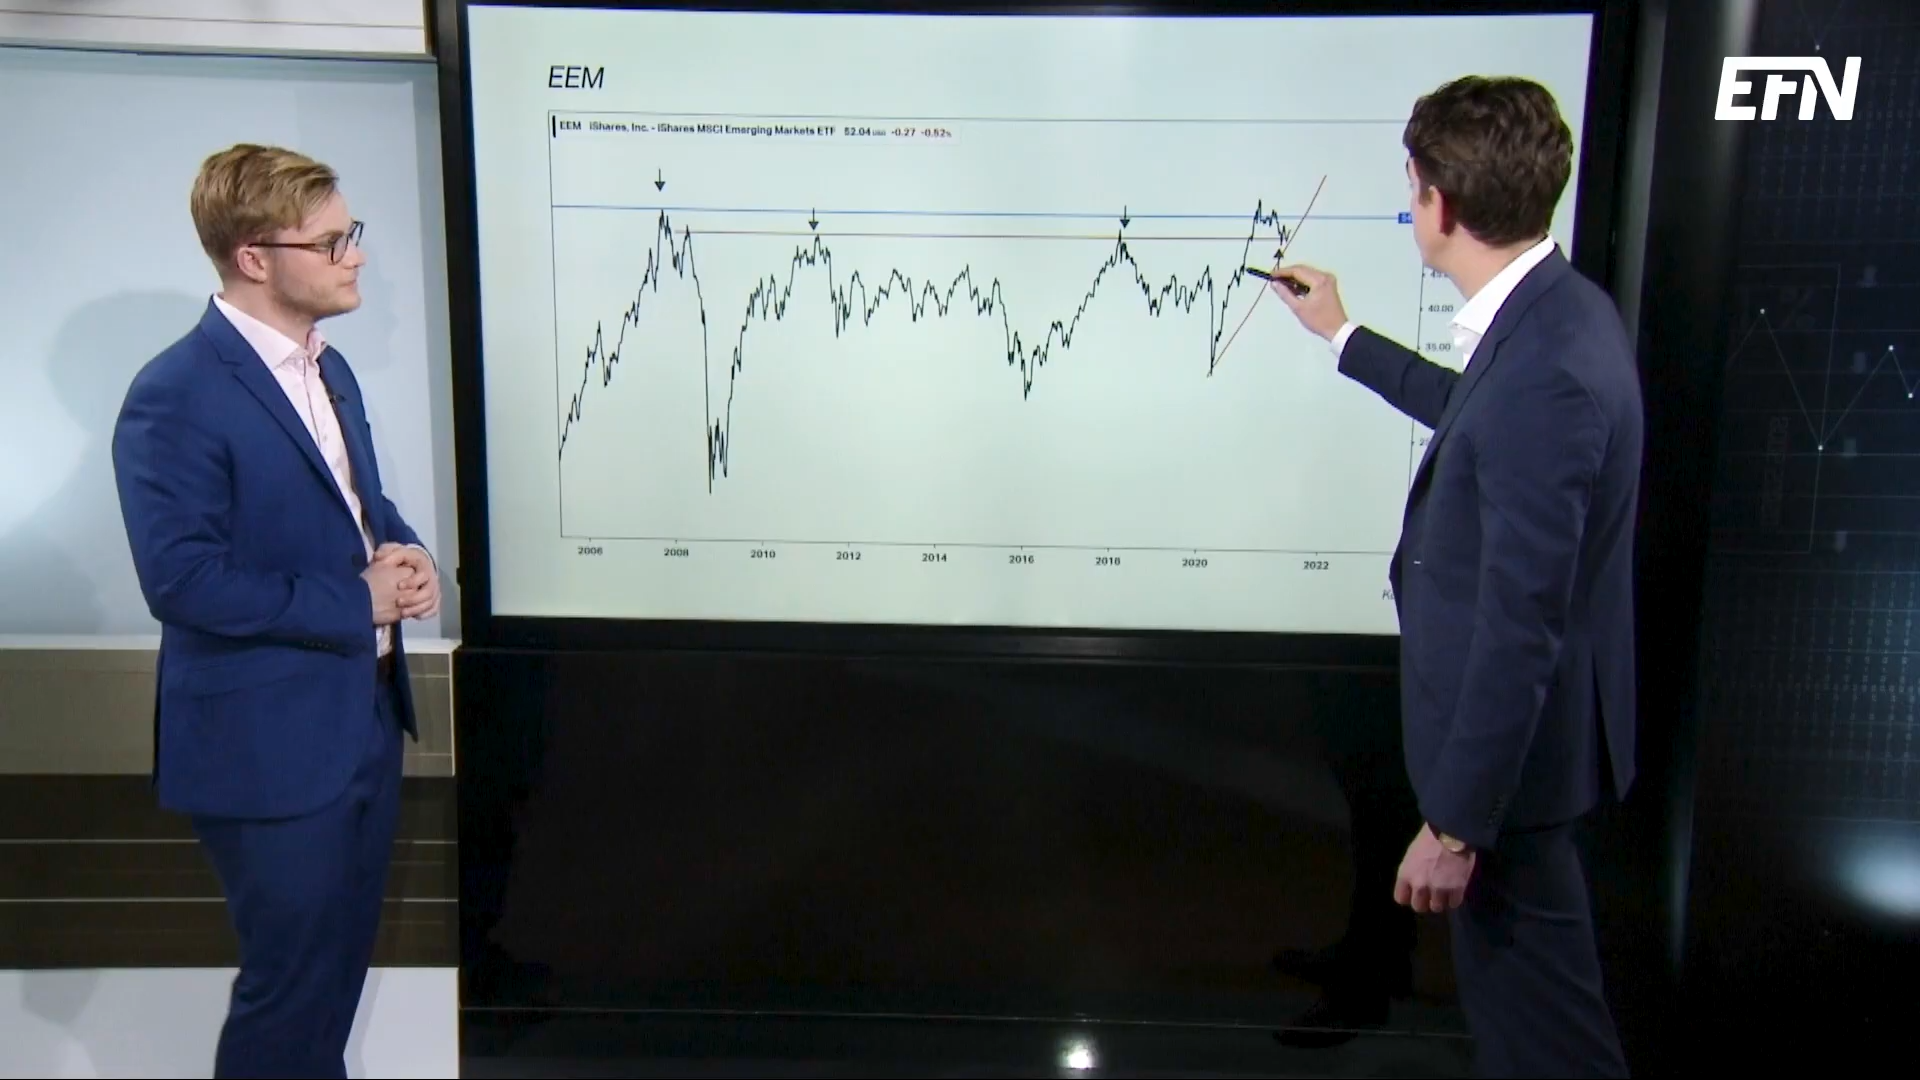 EFN
EEM
EEM iShares, Inc. - iShares MSCI Emerging Markets ETF 52.04 USD -0.27 -0.52%
40.00
35.00
2006 2008 2010 2012 2014 2016 2018 2020 2022